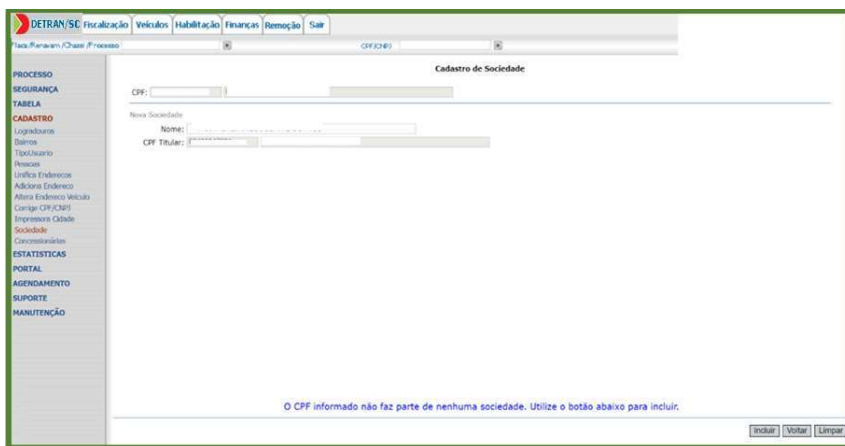 DETRAN/SC Fiscalização Veículos Habilitação Finanças Remoção Sair
Placa/Renavam/Chassi/Processo CPF/CNPJ
Cadastro de Sociedade
PROCESSO
SEGURANÇA
TABELA
CADASTRO
Logradouros
Bairros
TipoUsuario
Pessoas
Unifica Enderecos
Adiciona Endereco
Altera Endereco Veiculo
Corrige CPF/CNPJ
Impressora Cidade
Sociedade
Concessionárias
ESTATISTICAS
PORTAL
AGENDAMENTO
SUPORTE
MANUTENÇÃO
CPF:
Nova Sociedade
Nome:
CPF Titular:
O CPF informado não faz parte de nenhuma sociedade. Utilize o botão abaixo para incluir.
Incluir Voltar Limpar